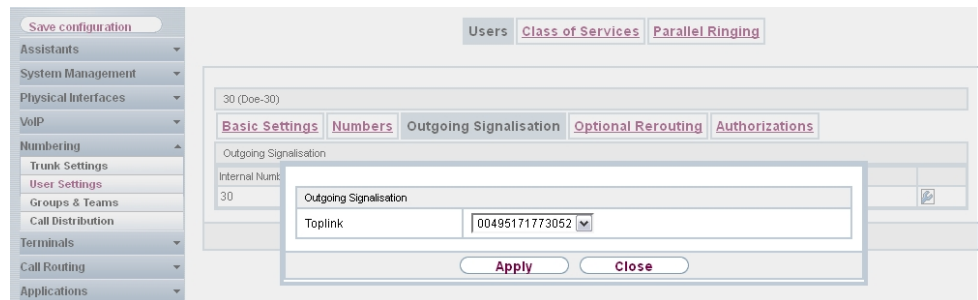 Save configuration
Assistants
System Management
Physical Interfaces
VoIP
Numbering
Trunk Settings
User Settings
Groups & Teams
Call Distribution
Terminals
Call Routing
Applications
Users Class of Services Parallel Ringing
30 (Doe-30)
Basic Settings Numbers Outgoing Signalisation Optional Rerouting Authorizations
Outgoing Signalisation
Internal
30
Outgoing Signalisation
Toplink 00495171773052
Apply Close